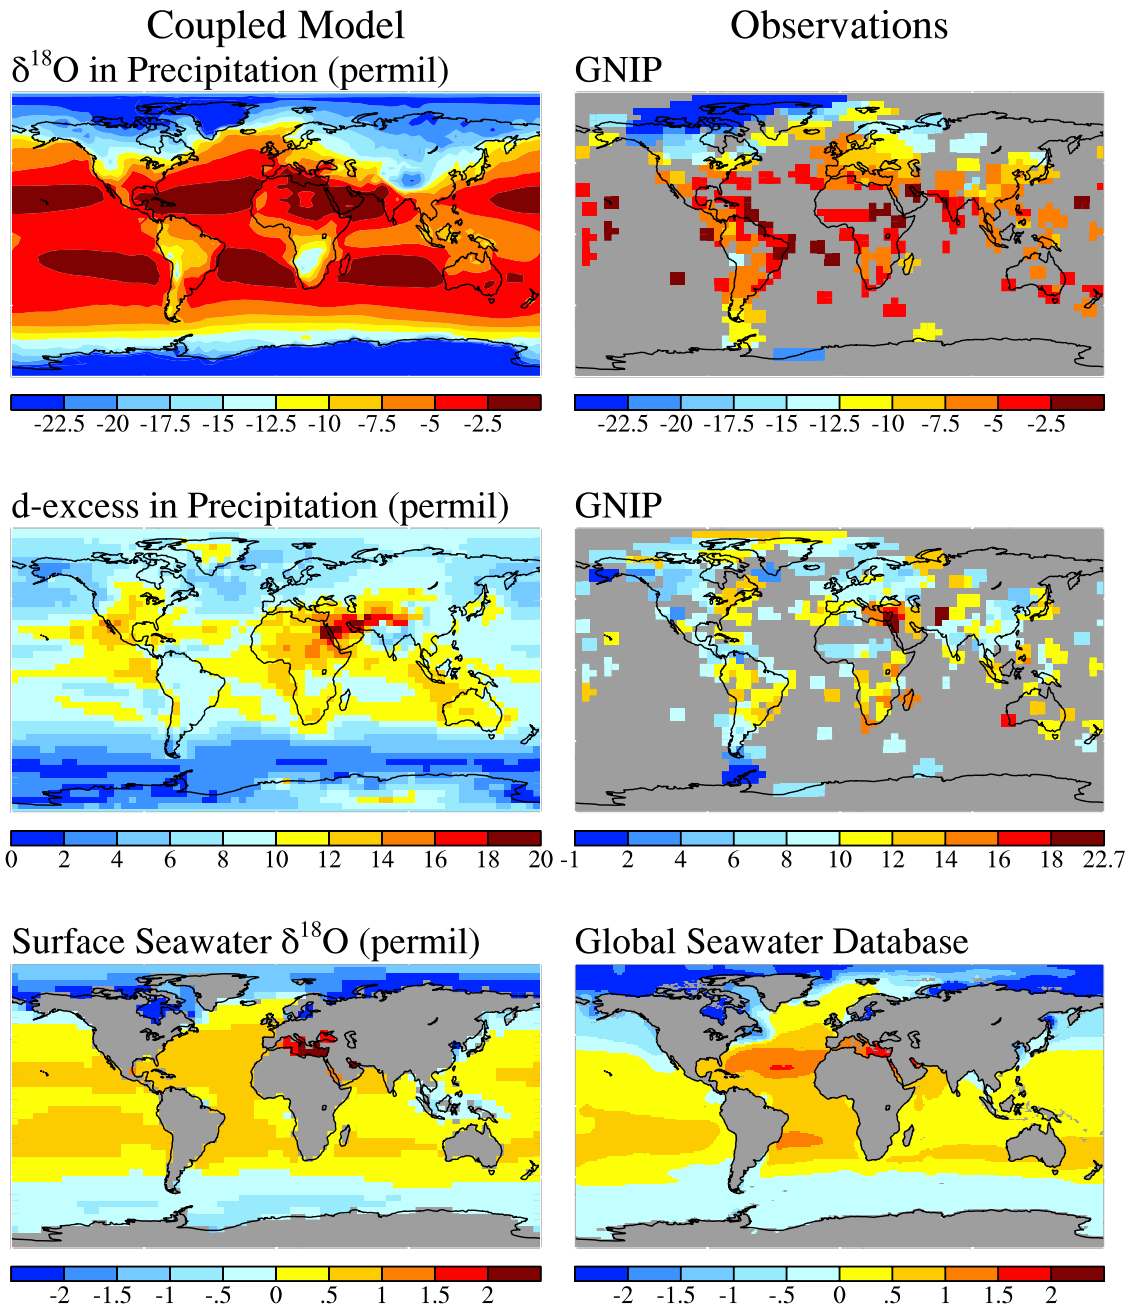 Coupled Model
Observations
δ¹⁸O in Precipitation (permil)
GNIP
-22.5 -20 -17.5 -15 -12.5 -10 -7.5 -5 -2.5
-22.5 -20 -17.5 -15 -12.5 -10 -7.5 -5 -2.5
d-excess in Precipitation (permil)
GNIP
0 2 4 6 8 10 12 14 16 18 20
-1 2 4 6 8 10 12 14 16 18 22.7
Surface Seawater δ¹⁸O (permil)
Global Seawater Database
-2 -1.5 -1 -.5 0 .5 1 1.5 2
-2 -1.5 -1 -.5 0 .5 1 1.5 2